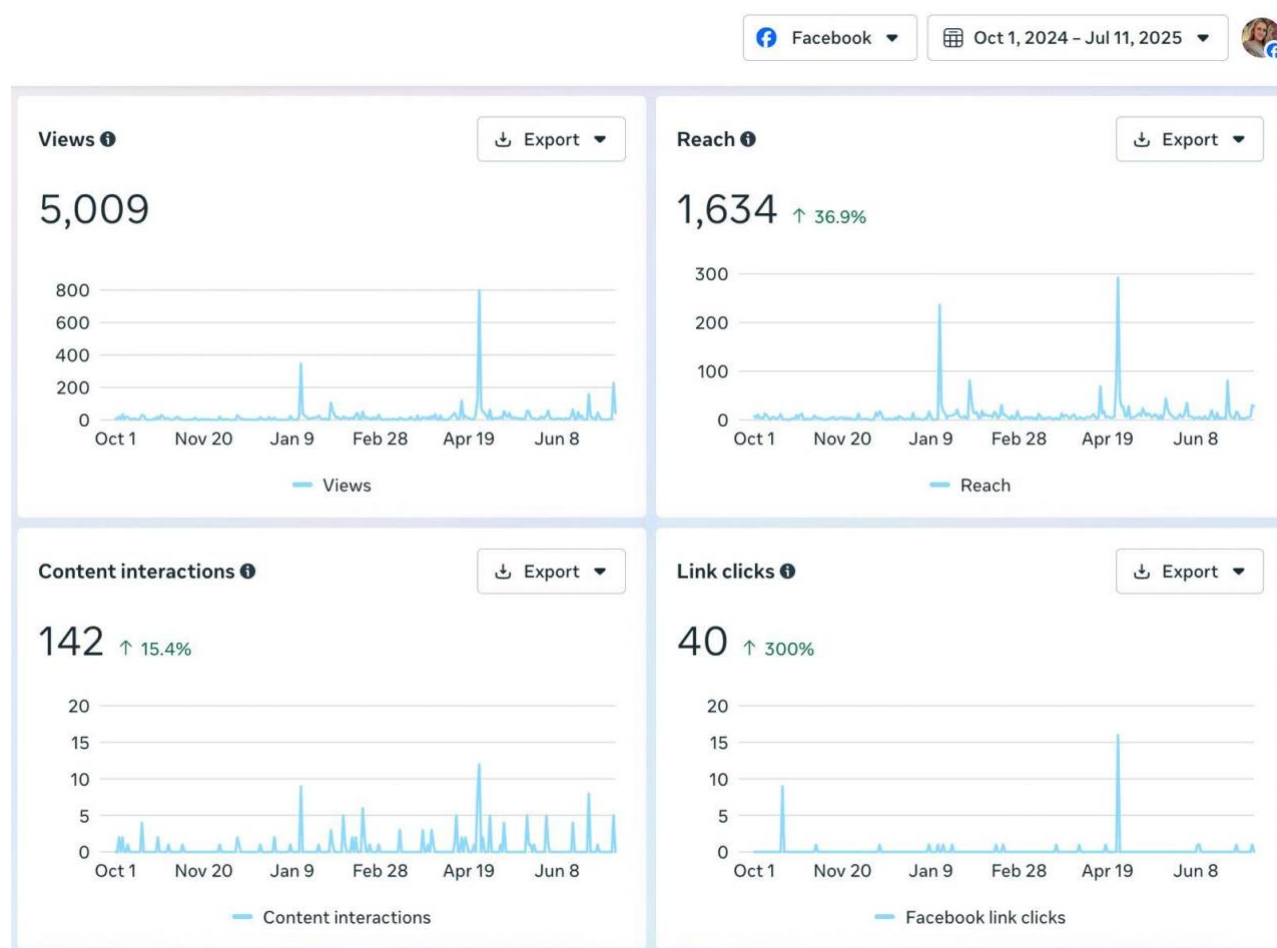 Facebook
Oct 1, 2024 – Jul 11, 2025
Views
Export
5,009
800
600
400
200
0
Oct 1 Nov 20 Jan 9 Feb 28 Apr 19 Jun 8
Views
Reach
Export
1,634 ↑ 36.9%
300
200
100
0
Oct 1 Nov 20 Jan 9 Feb 28 Apr 19 Jun 8
Reach
Content interactions
Export
142 ↑ 15.4%
20
15
10
5
0
Oct 1 Nov 20 Jan 9 Feb 28 Apr 19 Jun 8
Content interactions
Link clicks
Export
40 ↑ 300%
20
15
10
5
0
Oct 1 Nov 20 Jan 9 Feb 28 Apr 19 Jun 8
Facebook link clicks